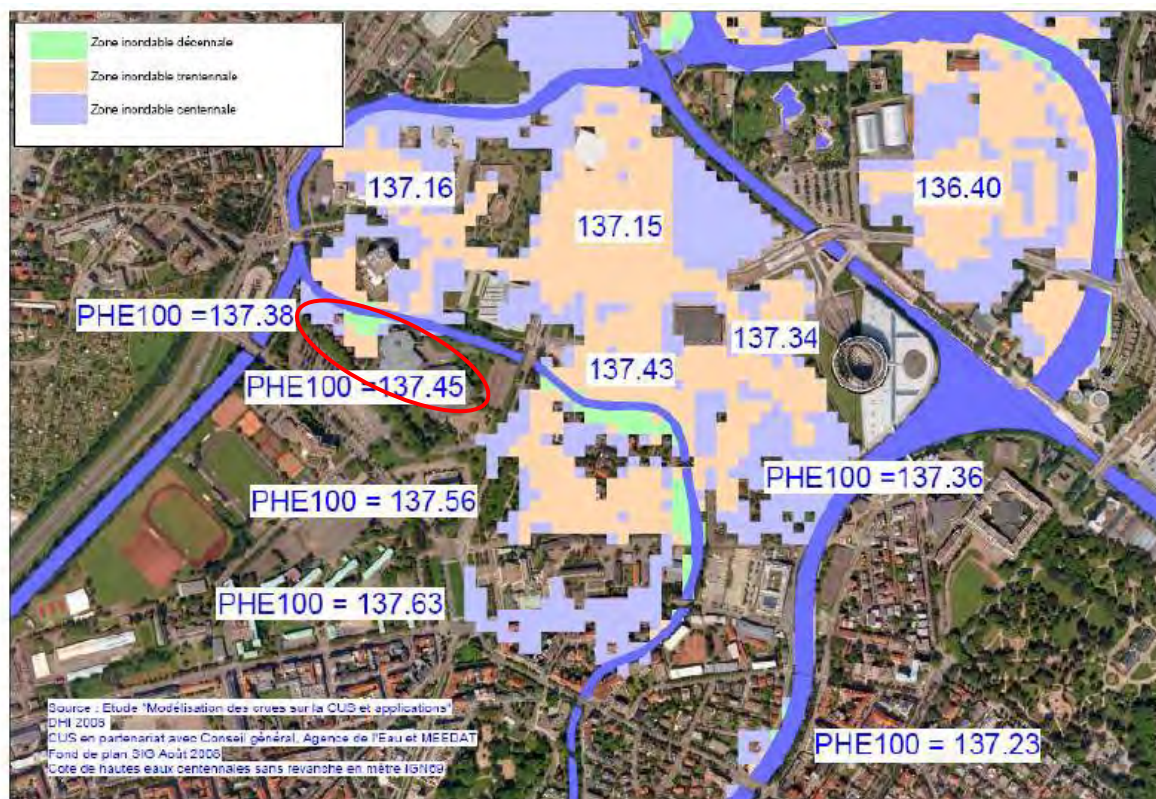 Zone inondable décennale
Zone inondable trentennale
Zone inondable centennale
137.16
136.40
137.15
PHE100 =137.38
137.34
137.43
PHE100 =137.45
PHE100 =137.36
PHE100 = 137.56
PHE100 = 137.63
Source : Etude "Modélisation des crues sur la CUS et applications"
DHI 2006
CUS en partenariat avec Conseil général, Agence de l'Eau et MEEDAT
Fond de plan SIG Août 2006
Cote de hautes eaux centennales sans revanche en mètre IGN69
PHE100 = 137.23